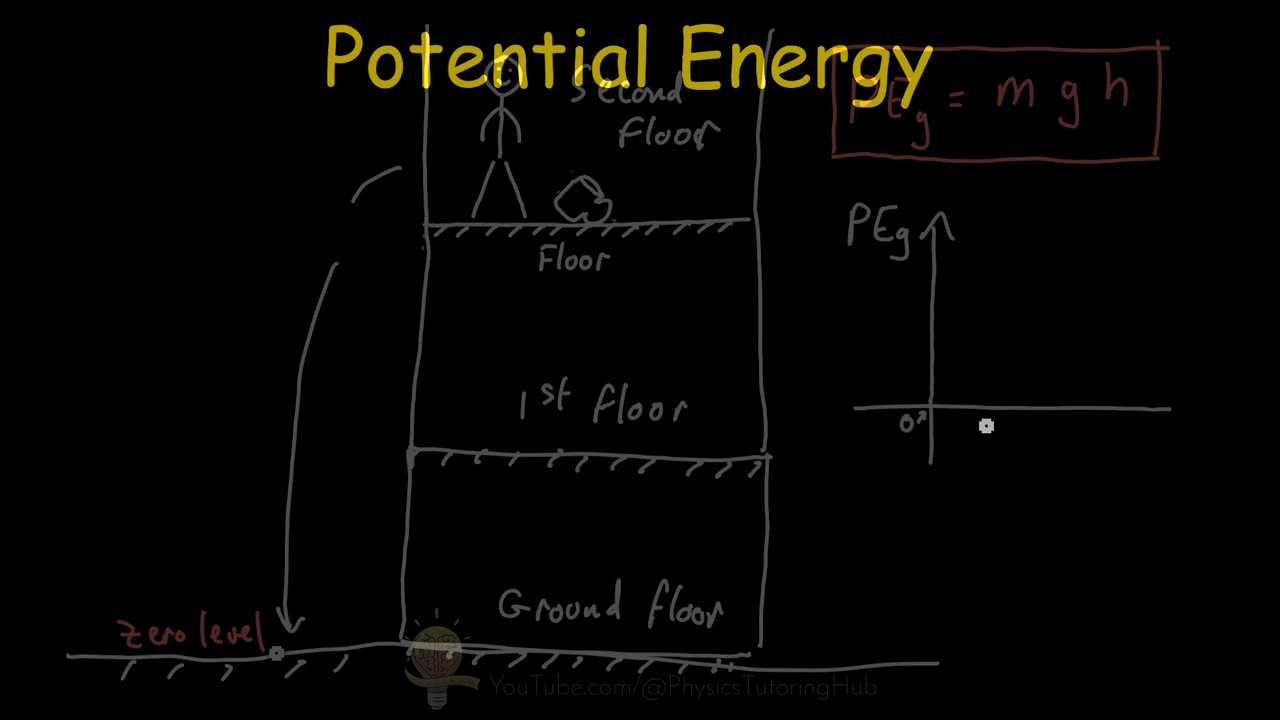 Potential Energy
Second
Floor
PEg = m g h
PEg
Floor
1st floor
0
Ground floor
Zero level
YouTube.com/@PhysicsTutoringHub